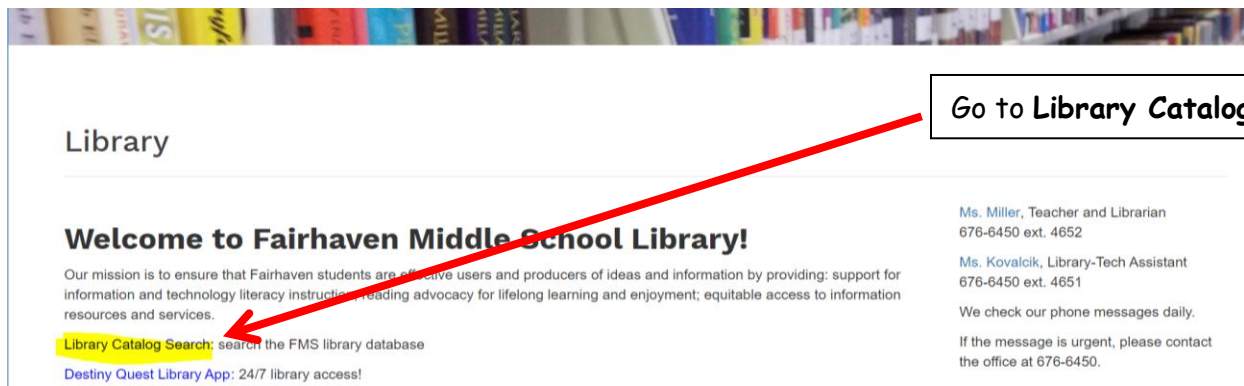 Go to Library Catalog
Library
Welcome to Fairhaven Middle School Library!
Our mission is to ensure that Fairhaven students are effective users and producers of ideas and information by providing: support for
information and technology literacy instruction; reading advocacy for lifelong learning and enjoyment; equitable access to information
resources and services.
Library Catalog Search: search the FMS library database
Destiny Quest Library App: 24/7 library access!
Ms. Miller, Teacher and Librarian
676-6450 ext. 4652
Ms. Kovalcik, Library-Tech Assistant
676-6450 ext. 4651
We check our phone messages daily.
If the message is urgent, please contact
the office at 676-6450.